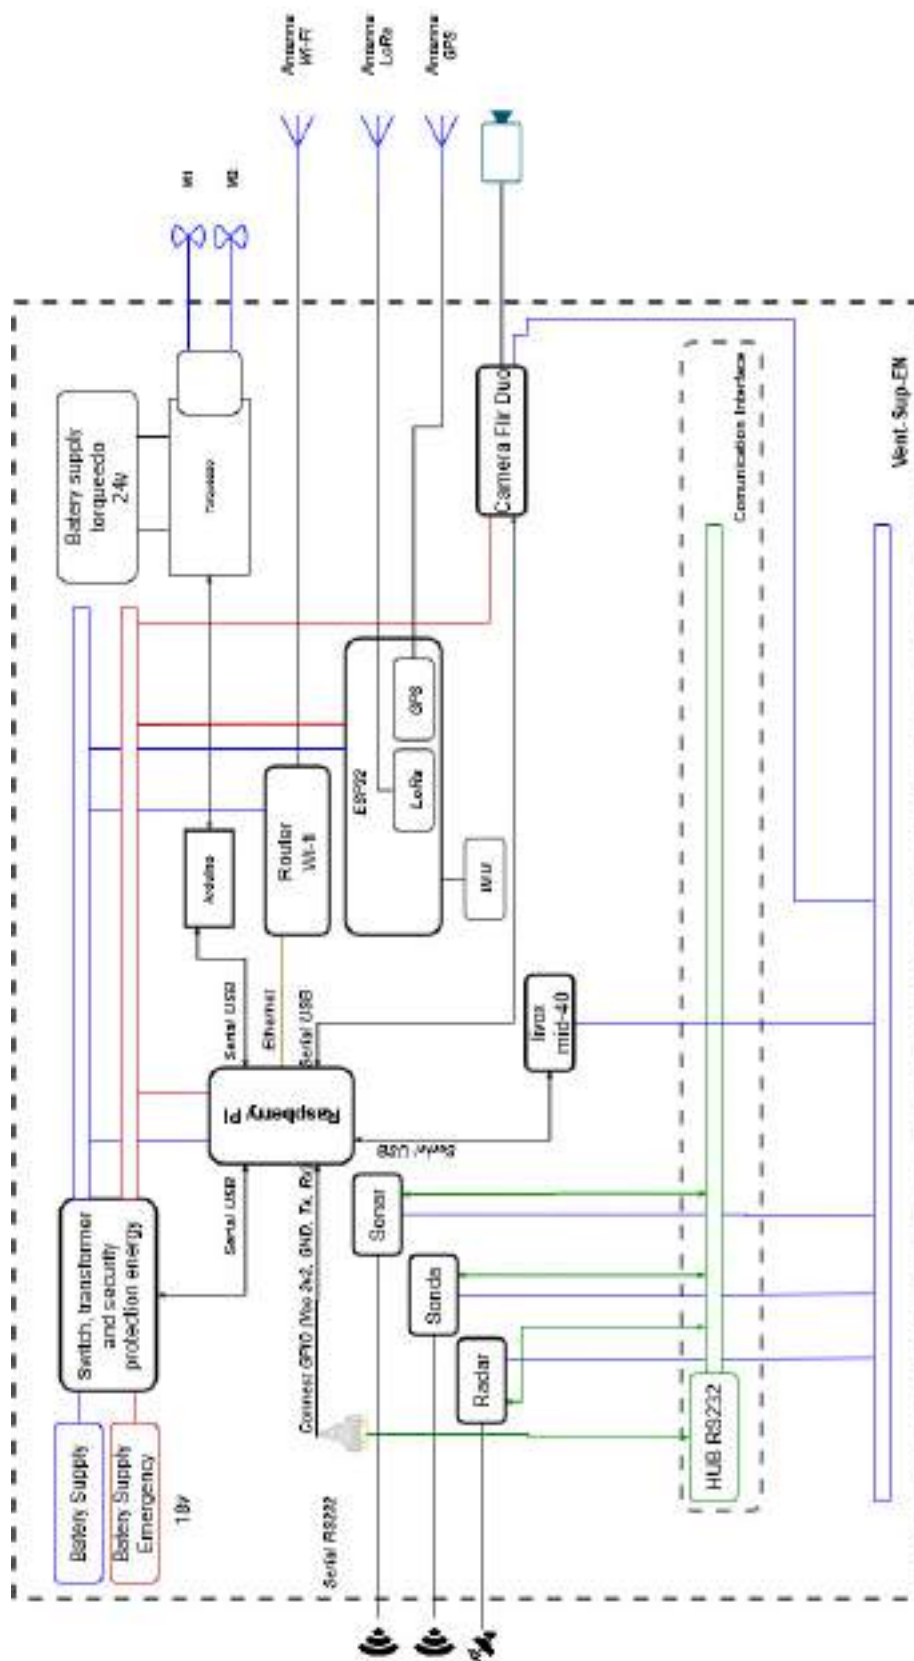 Batery Supply
Batery Supply
Emergency
18v
Switch, transformer
and security
protection energy
Batery supply
torqueedo
24v
M1
M2
Antenna
Wi-Fi
Antenna
LoRa
Antenna
GPS
Serial USB
Serial USB
Arduino
Ethernet
Router
Wi-fi
Raspberry
PI
Serial USB
ESP32
LoRa
GPS
IMU
Camera Flir Duo
Serial USB
livox
mid-40
Serial RS232
Sonar
Sonda
Radar
HUB RS232
Comunication Interface
Vent-Sup-EN